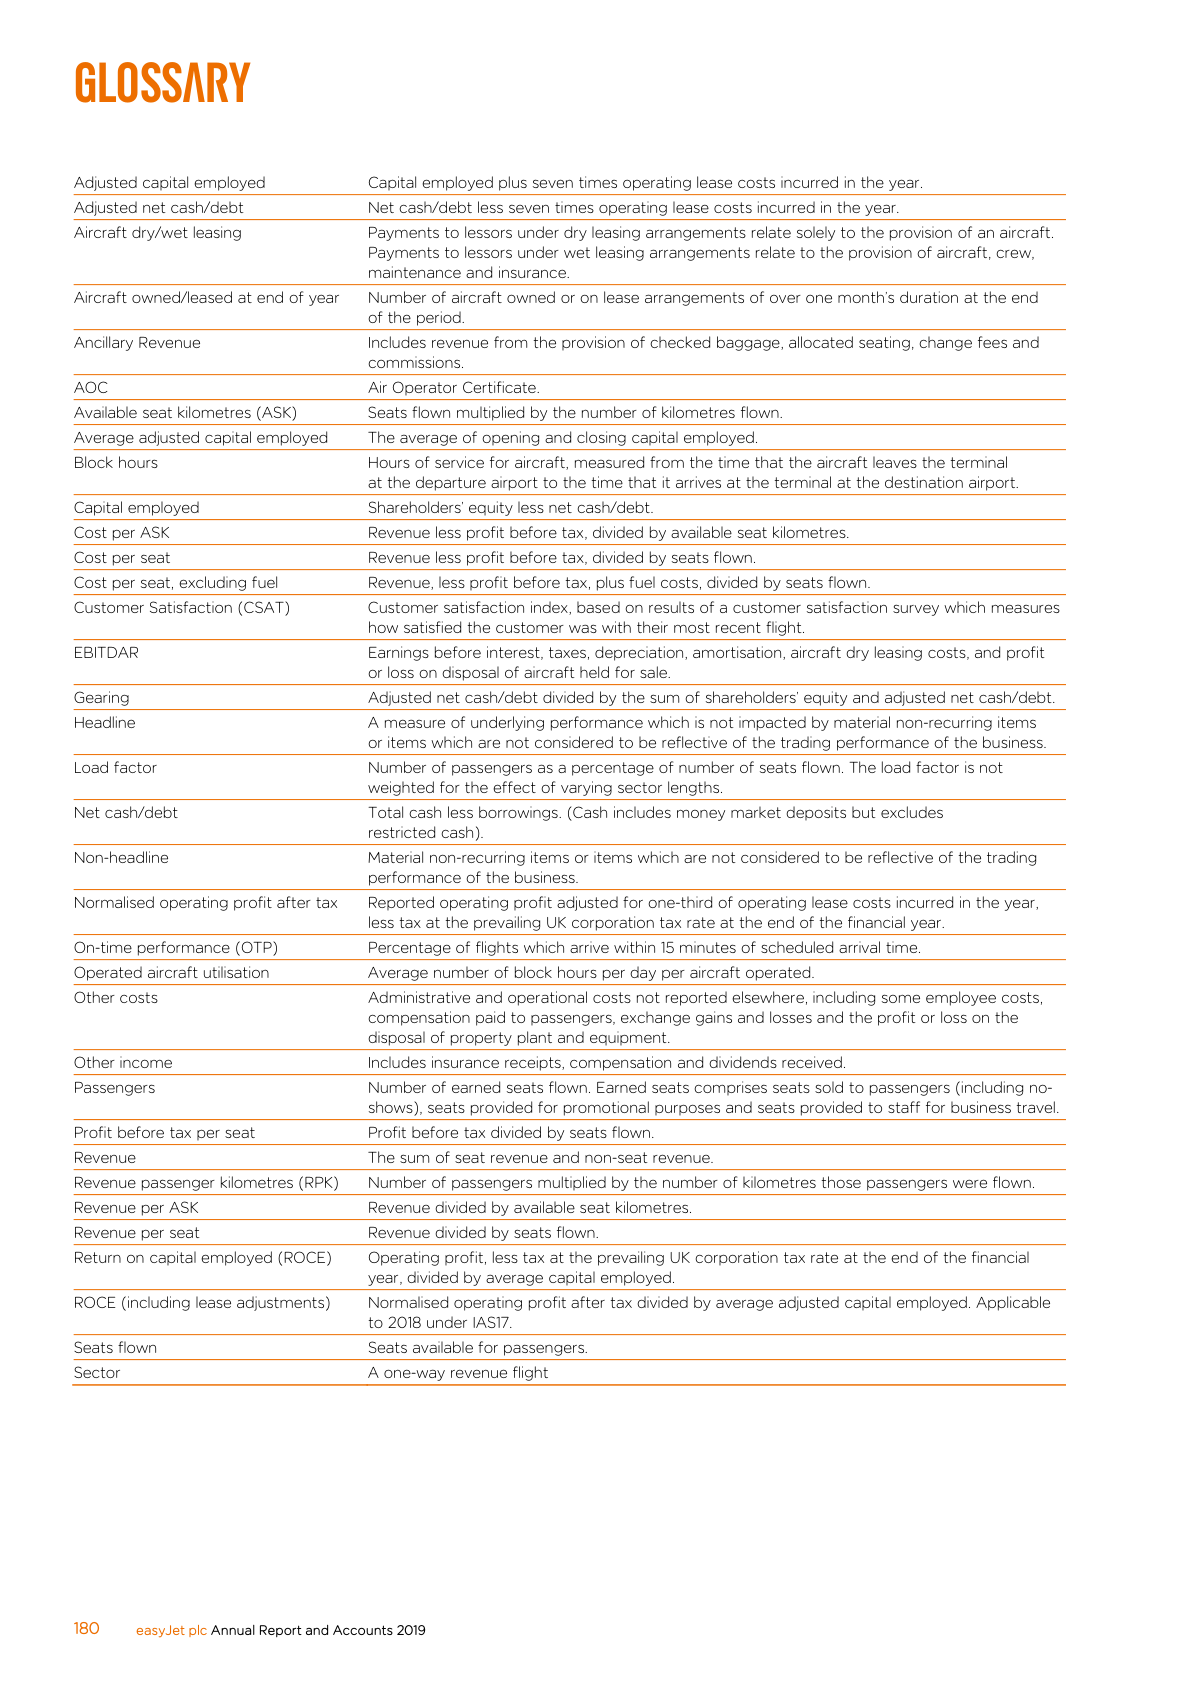 GLOSSARY
Adjusted capital employed Capital employed plus seven times operating lease costs incurred in the year.
Adjusted net cash/debt Net cash/debt less seven times operating lease costs incurred in the year.
Aircraft dry/wet leasing Payments to lessors under dry leasing arrangements relate solely to the provision of an aircraft.
Payments to lessors under wet leasing arrangements relate to the provision of aircraft, crew,
maintenance and insurance.
Aircraft owned/leased at end of year Number of aircraft owned or on lease arrangements of over one month's duration at the end
of the period.
Ancillary Revenue Includes revenue from the provision of checked baggage, allocated seating, change fees and
commissions.
AOC Air Operator Certificate.
Available seat kilometres (ASK) Seats flown multiplied by the number of kilometres flown.
Average adjusted capital employed The average of opening and closing capital employed.
Block hours Hours of service for aircraft, measured from the time that the aircraft leaves the terminal
at the departure airport to the time that it arrives at the terminal at the destination airport.
Capital employed Shareholders' equity less net cash/debt.
Cost per ASK Revenue less profit before tax, divided by available seat kilometres.
Cost per seat Revenue less profit before tax, divided by seats flown.
Cost per seat, excluding fuel Revenue, less profit before tax, plus fuel costs, divided by seats flown.
Customer Satisfaction (CSAT) Customer satisfaction index, based on results of a customer satisfaction survey which measures
how satisfied the customer was with their most recent flight.
EBITDAR Earnings before interest, taxes, depreciation, amortisation, aircraft dry leasing costs, and profit
or loss on disposal of aircraft held for sale.
Gearing Adjusted net cash/debt divided by the sum of shareholders' equity and adjusted net cash/debt.
Headline A measure of underlying performance which is not impacted by material non-recurring items
or items which are not considered to be reflective of the trading performance of the business.
Load factor Number of passengers as a percentage of number of seats flown. The load factor is not
weighted for the effect of varying sector lengths.
Net cash/debt Total cash less borrowings. (Cash includes money market deposits but excludes
restricted cash).
Non-headline Material non-recurring items or items which are not considered to be reflective of the trading
performance of the business.
Normalised operating profit after tax Reported operating profit adjusted for one-third of operating lease costs incurred in the year,
less tax at the prevailing UK corporation tax rate at the end of the financial year.
On-time performance (OTP) Percentage of flights which arrive within 15 minutes of scheduled arrival time.
Operated aircraft utilisation Average number of block hours per day per aircraft operated.
Other costs Administrative and operational costs not reported elsewhere, including some employee costs,
compensation paid to passengers, exchange gains and losses and the profit or loss on the
disposal of property plant and equipment.
Other income Includes insurance receipts, compensation and dividends received.
Passengers Number of earned seats flown. Earned seats comprises seats sold to passengers (including no-
shows), seats provided for promotional purposes and seats provided to staff for business travel.
Profit before tax per seat Profit before tax divided by seats flown.
Revenue The sum of seat revenue and non-seat revenue.
Revenue passenger kilometres (RPK) Number of passengers multiplied by the number of kilometres those passengers were flown.
Revenue per ASK Revenue divided by available seat kilometres.
Revenue per seat Revenue divided by seats flown.
Return on capital employed (ROCE) Operating profit, less tax at the prevailing UK corporation tax rate at the end of the financial
year, divided by average capital employed.
ROCE (including lease adjustments) Normalised operating profit after tax divided by average adjusted capital employed. Applicable
to 2018 under IAS17.
Seats flown Seats available for passengers.
Sector A one-way revenue flight
180 easyJet plc Annual Report and Accounts 2019